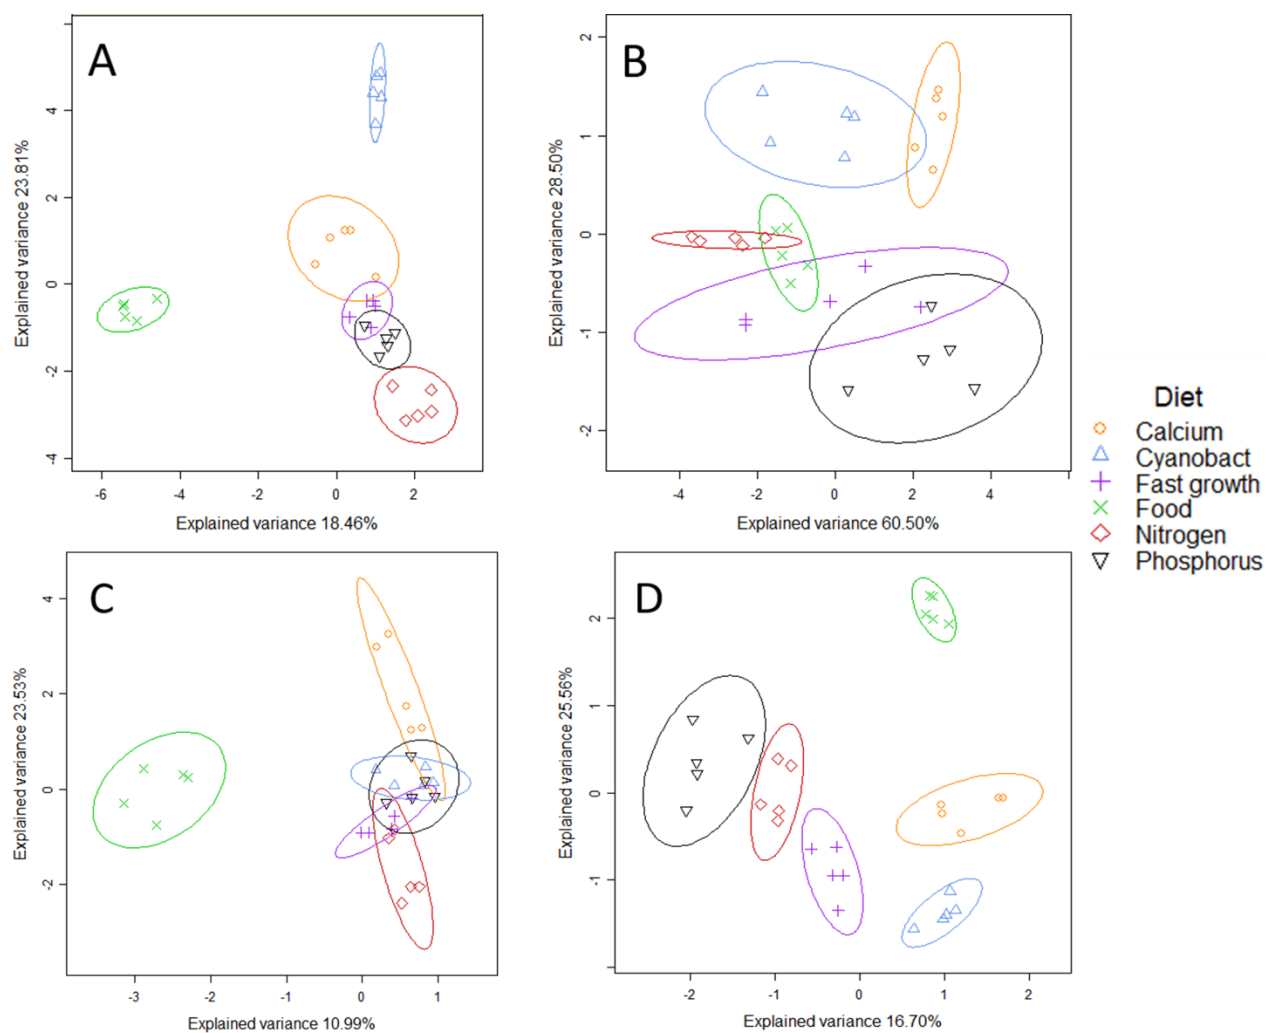 A
4
2
0
-2
-4
-6
-4
-2
0
2
Explained variance 23.81%
Explained variance 18.46%
B
2
1
0
-1
-2
-4
-2
0
2
4
Explained variance 28.50%
Explained variance 60.50%
Diet
Calcium
Cyanobact
Fast growth
Food
Nitrogen
Phosphorus
C
4
2
0
-2
-3
-2
-1
0
1
Explained variance 23.53%
Explained variance 10.99%
D
2
1
0
-1
-2
-1
0
1
2
Explained variance 25.56%
Explained variance 16.70%